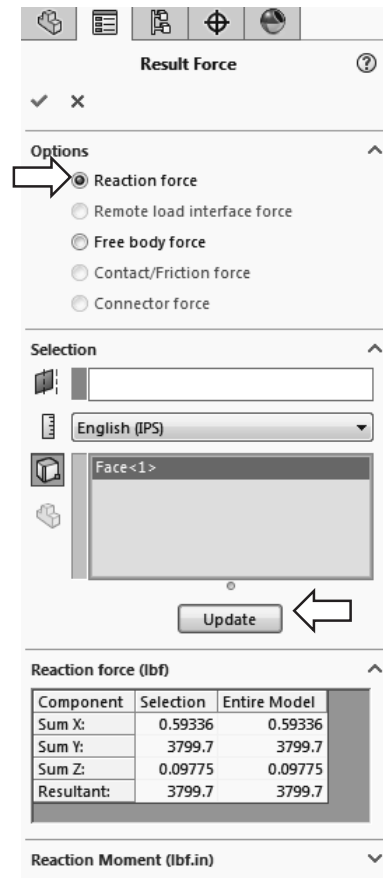 Result Force
?
Options
Reaction force
Remote load interface force
Free body force
Contact/Friction force
Connector force
Selection
English (IPS)
Face<1>
Update
Reaction force (lbf)
Component Selection Entire Model
Sum X: 0.59336 0.59336
Sum Y: 3799.7 3799.7
Sum Z: 0.09775 0.09775
Resultant: 3799.7 3799.7
Reaction Moment (lbf.in)